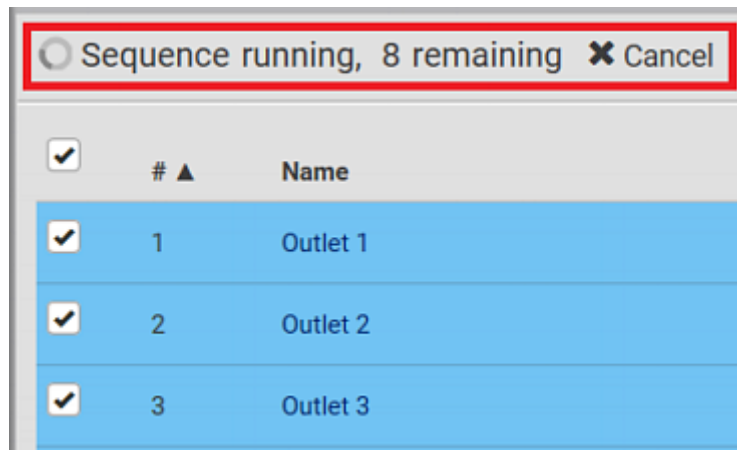 Sequence running, 8 remaining ✖ Cancel
# ▲ Name
1 Outlet 1
2 Outlet 2
3 Outlet 3